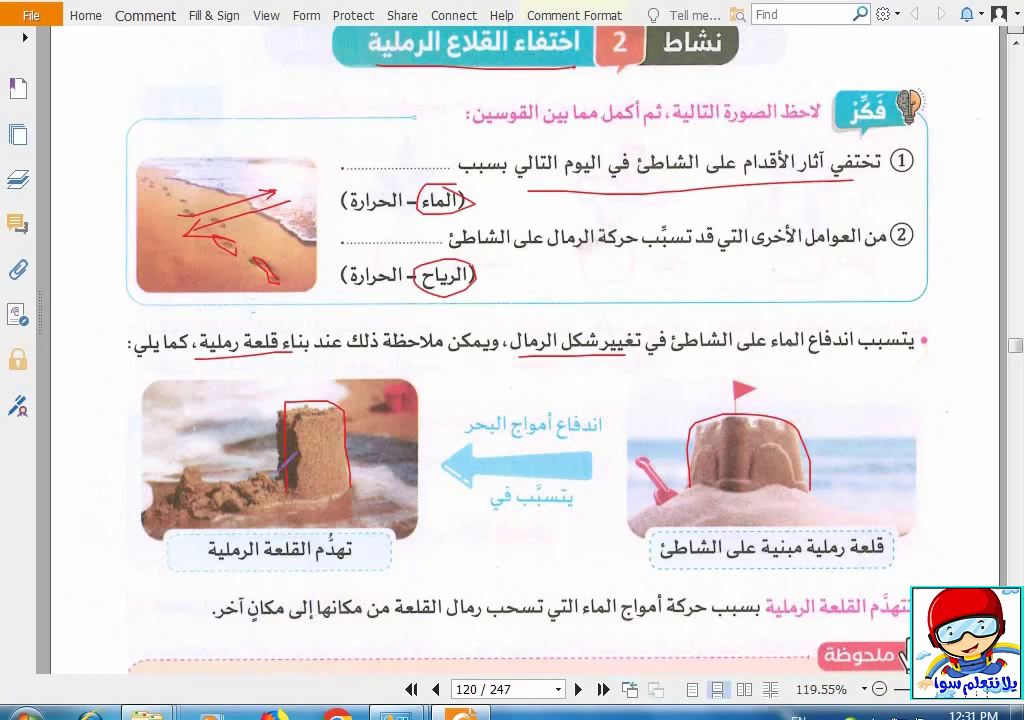 File Home Comment Fill & Sign View Form Protect Share Connect Help Comment Format Tell me... Find
نشاط 2 اختفاء القلاع الرملية
فَكِّرْ لاحظ الصورة التالية، ثم أكمل مما بين القوسين:
① تختفي آثار الأقدام على الشاطئ في اليوم التالي بسبب ....................
(الماء – الحرارة)
② من العوامل الأخرى التي قد تسبِّب حركة الرمال على الشاطئ ....................
(الرياح – الحرارة)
• يتسبب اندفاع الماء على الشاطئ في تغيير شكل الرمال، ويمكن ملاحظة ذلك عند بناء قلعة رملية، كما يلي:
اندفاع أمواج البحر
يتسبَّب في
قلعة رملية مبنية على الشاطئ
تهدُّم القلعة الرملية
تتهدَّم القلعة الرملية بسبب حركة أمواج الماء التي تسحب رمال القلعة من مكانها إلى مكانٍ آخر.
ملحوظة
يلا نتعلم سوا
120 / 247
119.55%
EN
12:31 PM